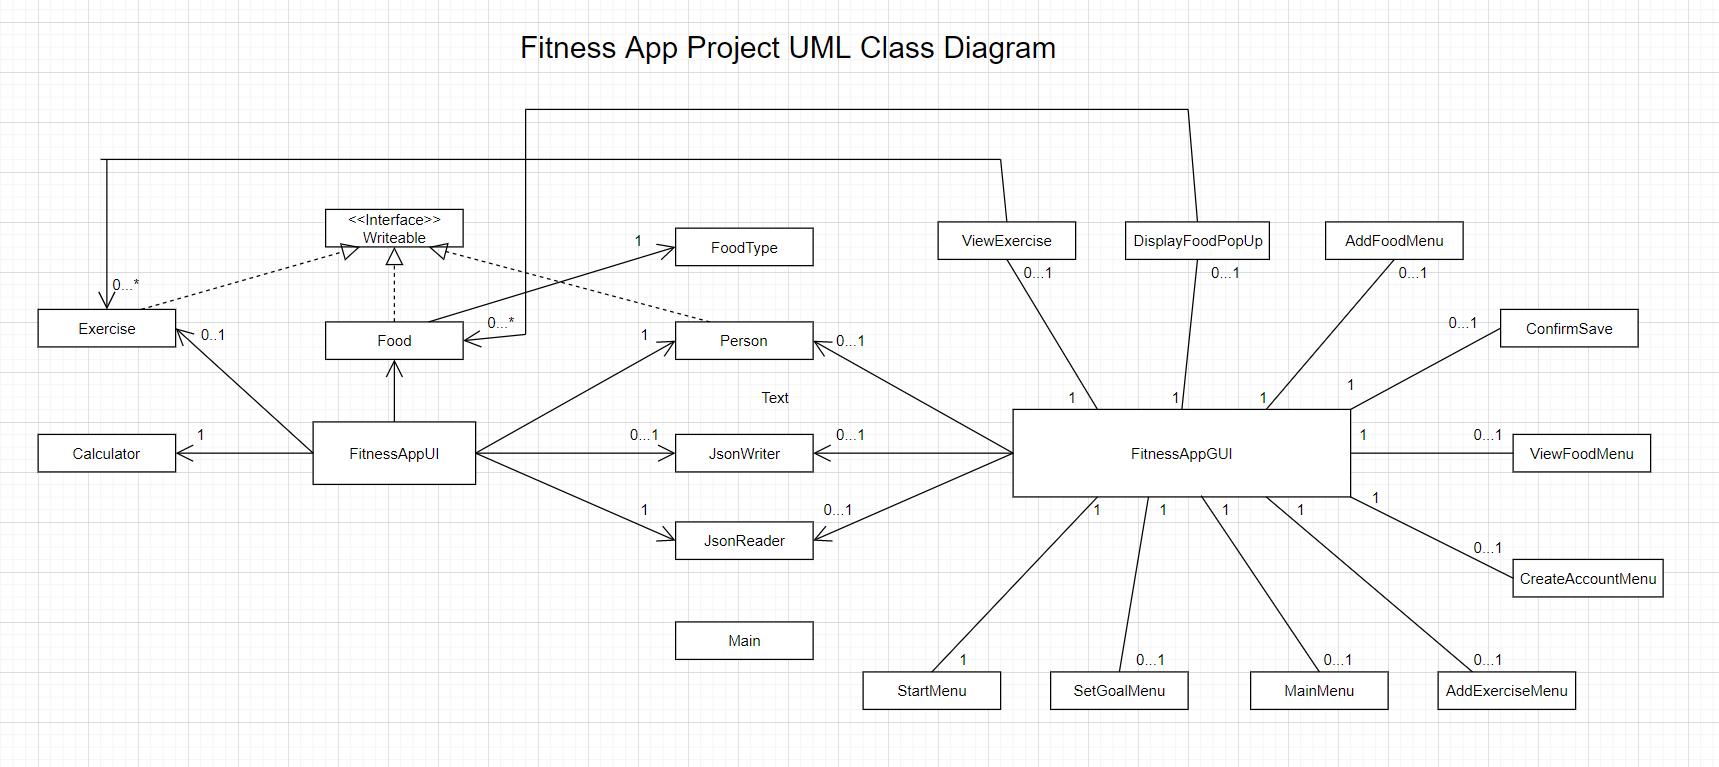 Fitness App Project UML Class Diagram
<<Interface>>
Writeable
FoodType
1
ViewExercise
DisplayFoodPopUp
AddFoodMenu
0...1
0...1
0...1
0...*
Exercise
0..1
Food
0...*
1
Person
0...1
0...1
ConfirmSave
Text
1
1
1
1
Calculator
1
FitnessAppUI
0...1
JsonWriter
0...1
FitnessAppGUI
1
0...1
ViewFoodMenu
1
JsonReader
0...1
1
1
1
1
1
0...1
CreateAccountMenu
Main
1
0...1
0...1
0...1
StartMenu
SetGoalMenu
MainMenu
AddExerciseMenu